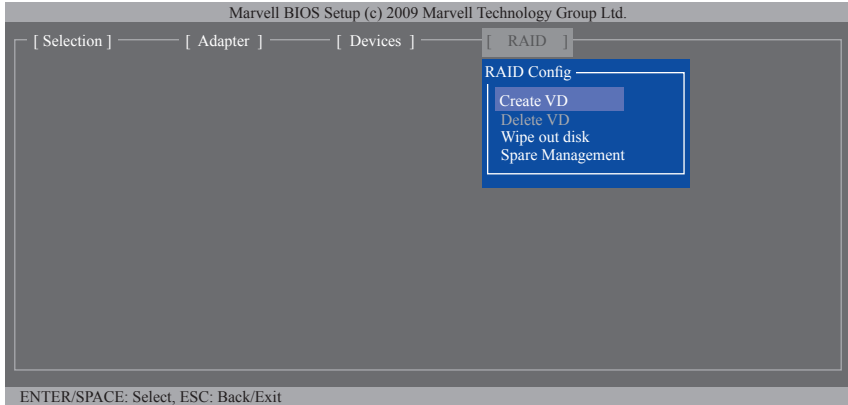 Marvell BIOS Setup (c) 2009 Marvell Technology Group Ltd.
[ Selection ] [ Adapter ] [ Devices ] [ RAID ]
RAID Config
Create VD
Delete VD
Wipe out disk
Spare Management
ENTER/SPACE: Select, ESC: Back/Exit